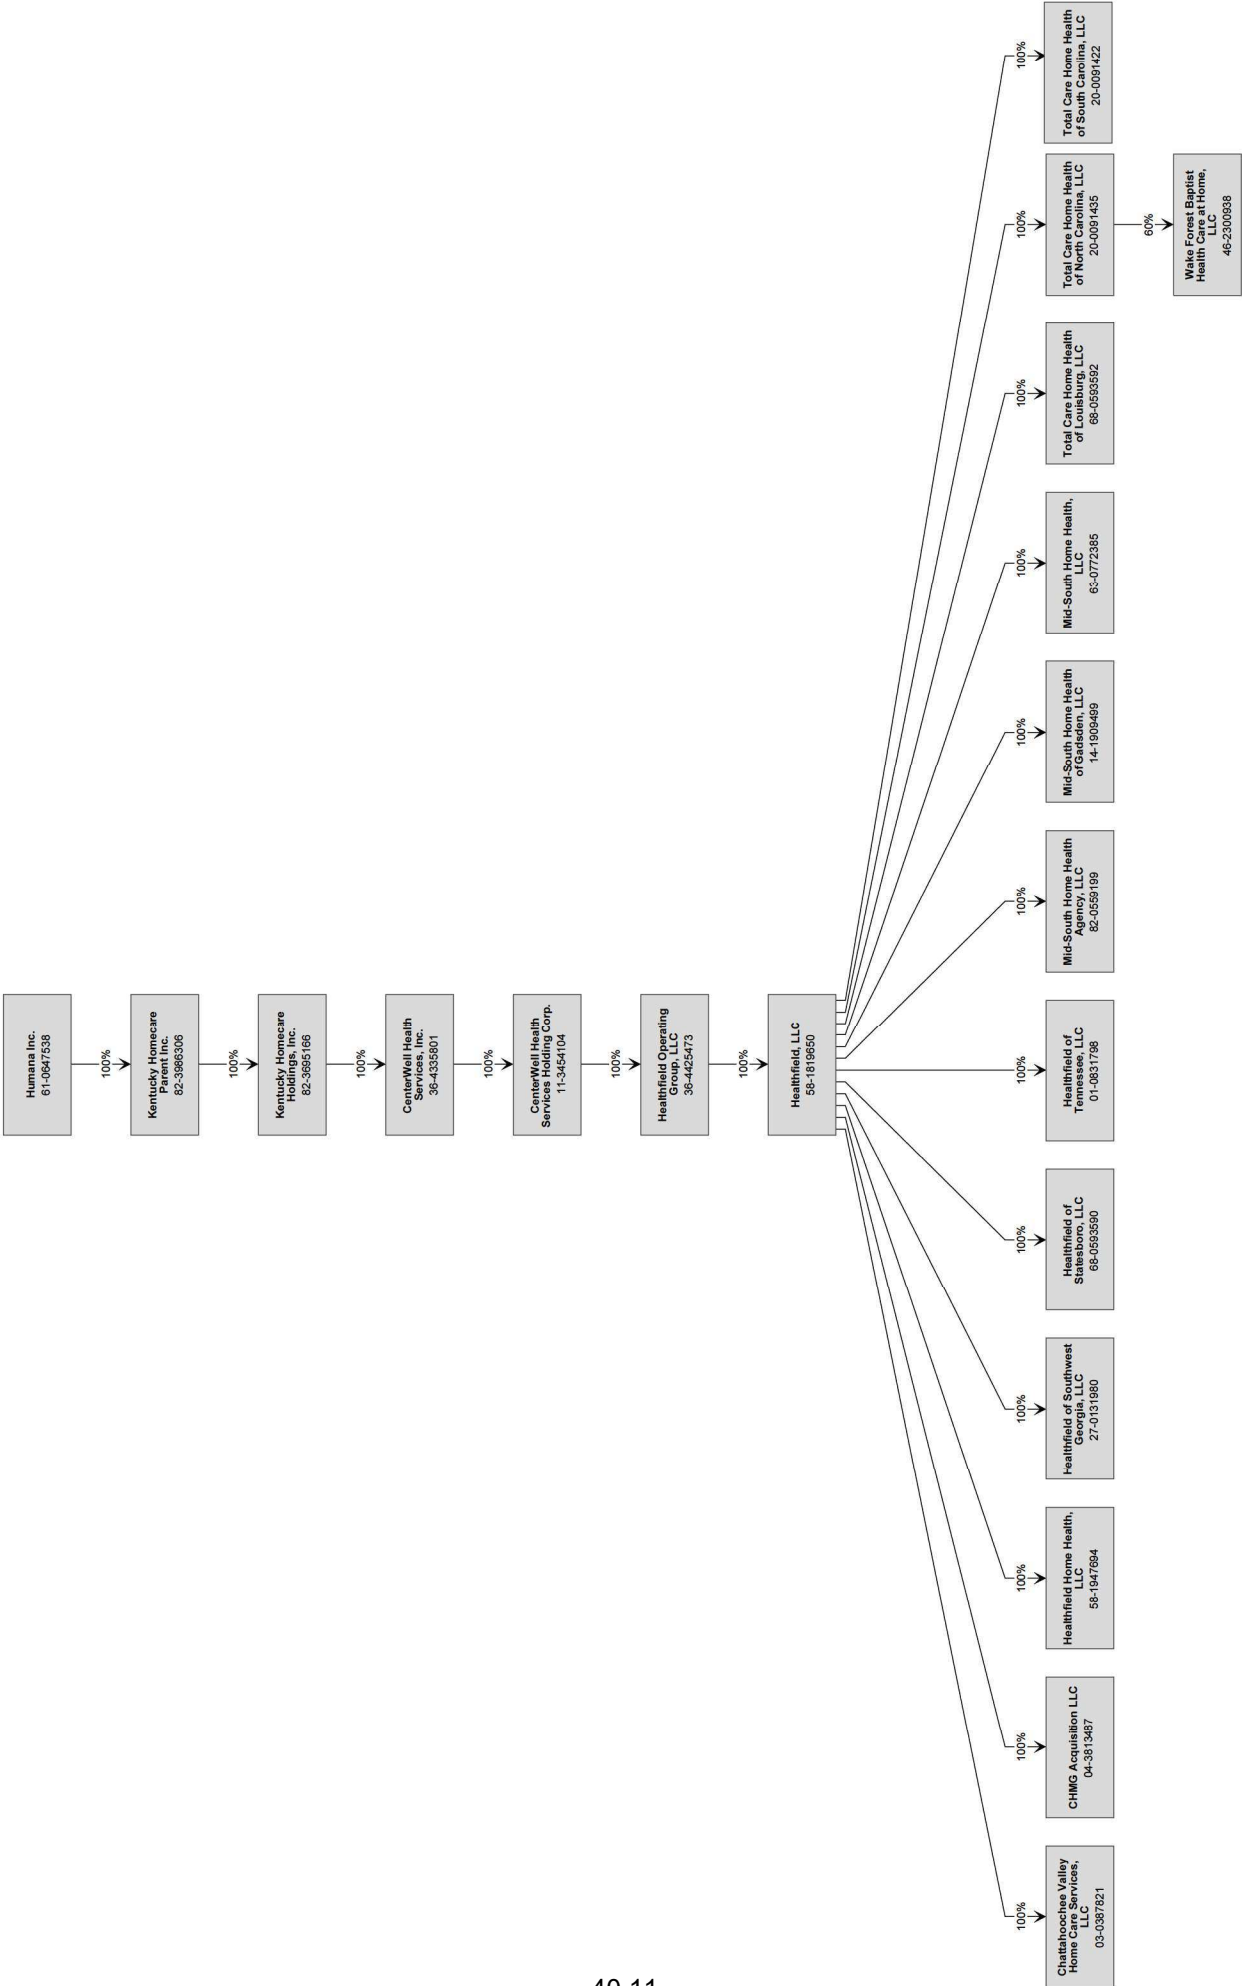 Humana Inc.
61-0647538
100%
Kentucky Homecare
Parent Inc.
82-3986306
100%
Kentucky Homecare
Holdings, Inc.
82-3695166
100%
CenterWell Health
Services, Inc.
36-4335801
100%
CenterWell Health
Services Holding Corp.
11-3454104
100%
Healthfield Operating
Group, LLC
36-4425473
100%
Healthfield, LLC
58-1819650
100%
Chattahoochee Valley
Home Care Services,
LLC
03-0387821
100%
CHMG Acquisition LLC
04-3813487
100%
Healthfield Home Health,
LLC
58-1947694
100%
Healthfield of Southwest
Georgia, LLC
27-0131980
100%
Healthfield of
Statesboro, LLC
68-0593590
100%
Healthfield of
Tennessee, LLC
01-0831798
100%
Mid-South Home Health
Agency, LLC
82-0559199
100%
Mid-South Home Health
of Gadsden, LLC
14-1909499
100%
Mid-South Home Health,
LLC
63-0772385
100%
Total Care Home Health
of Louisburg, LLC
68-0593592
100%
Total Care Home Health
of North Carolina, LLC
20-0091435
100%
Total Care Home Health
of South Carolina, LLC
20-0091422
60%
Wake Forest Baptist
Health Care at Home,
LLC
46-2300938